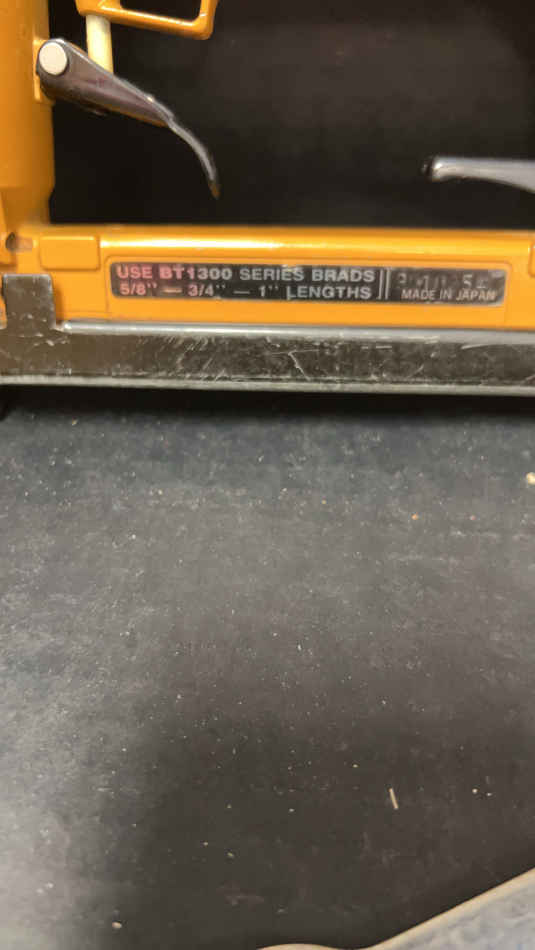 USE BT1300 SERIES BRADS
5/8" — 3/4" — 1" LENGTHS
MADE IN JAPAN